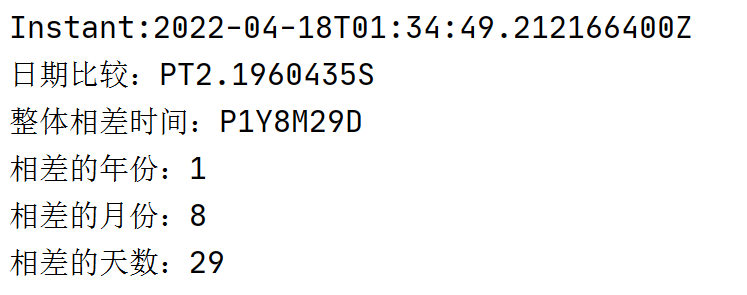 Instant:2022-04-18T01:34:49.212166400Z
日期比较：PT2.1960435S
整体相差时间：P1Y8M29D
相差的年份：1
相差的月份：8
相差的天数：29